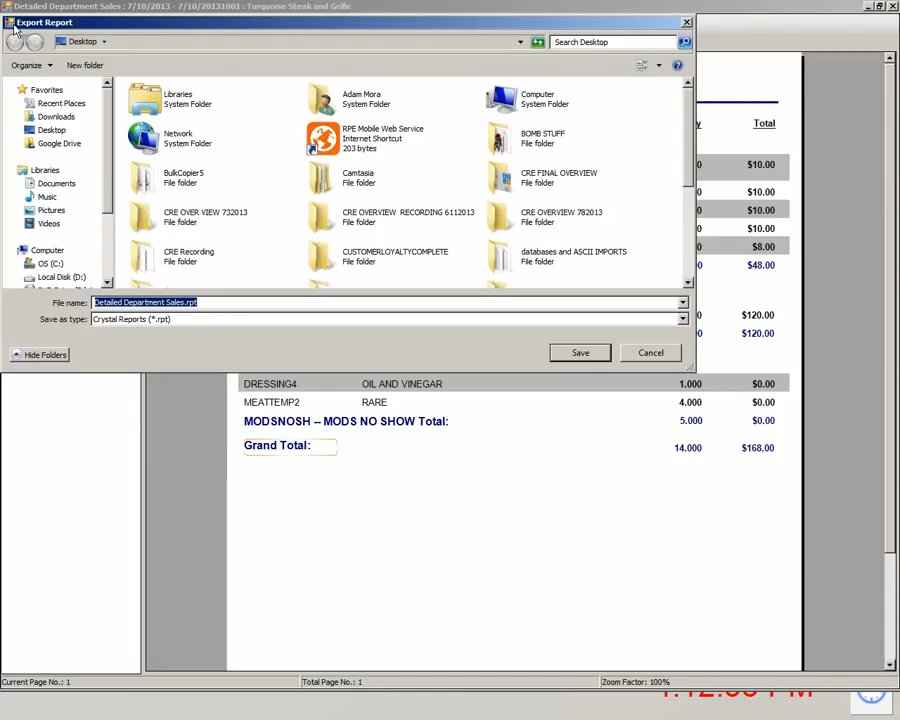 Detailed Department Sales : 7/10/2013 - 7/10/20131001 : Turquoise Steak and Grille
Export Report
Desktop
Search Desktop
Organize
New folder
Favorites
Recent Places
Downloads
Desktop
Google Drive
Libraries
Documents
Music
Pictures
Videos
Computer
OS (C:)
Local Disk (D:)
Libraries
System Folder
Adam Mora
System Folder
Computer
System Folder
Network
System Folder
RPE Mobile Web Service
Internet Shortcut
203 bytes
BOMB STUFF
File folder
BulkCopier5
File folder
Camtasia
File folder
CRE FINAL OVERVIEW
File folder
CRE OVER VIEW 732013
File folder
CRE OVERVIEW RECORDING 6112013
File folder
CRE OVERVIEW 782013
File folder
CRE Recording
File folder
CUSTOMERLOYALTYCOMPLETE
File folder
databases and ASCII IMPORTS
File folder
File name: Detailed Department Sales.rpt
Save as type: Crystal Reports (*.rpt)
Hide Folders
Save
Cancel
y Total
0 $10.00
0 $10.00
0 $10.00
0 $10.00
0 $8.00
00 $48.00
00 $120.00
00 $120.00
DRESSING4 OIL AND VINEGAR 1.000 $0.00
MEATTEMP2 RARE 4.000 $0.00
MODSNOSH -- MODS NO SHOW Total: 5.000 $0.00
Grand Total: 14.000 $168.00
Current Page No.: 1
Total Page No.: 1
Zoom Factor: 100%